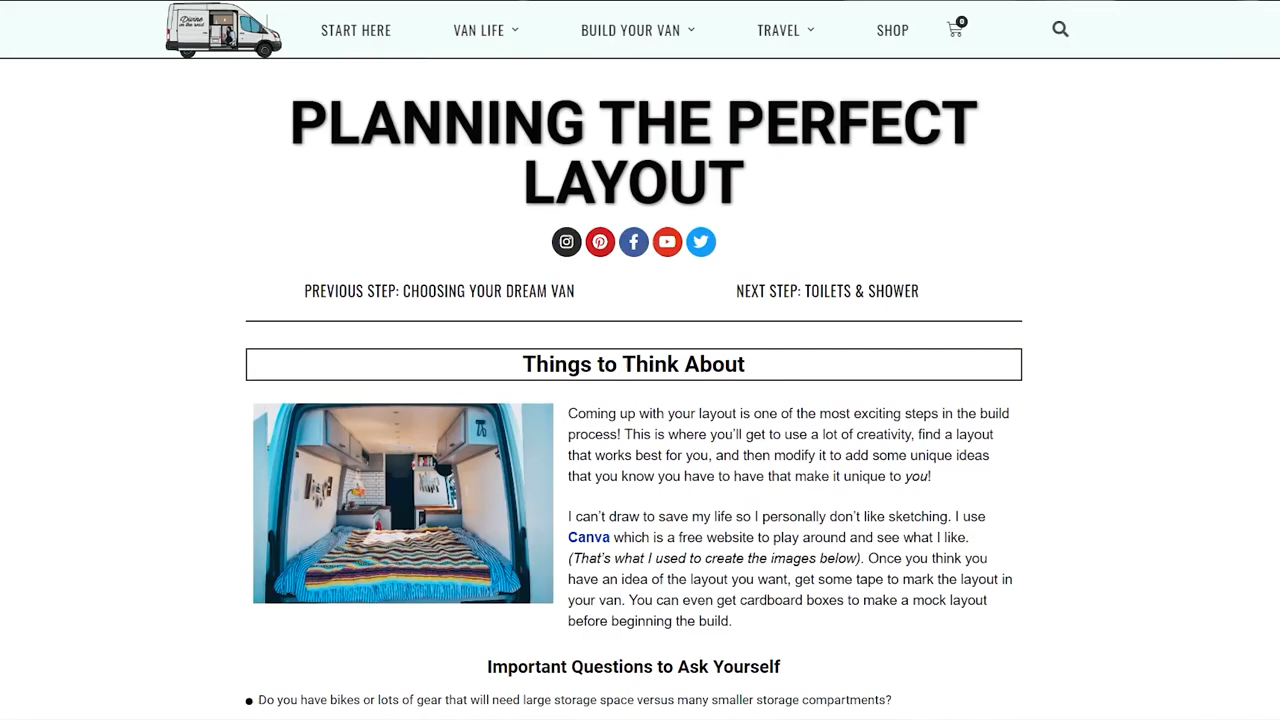 Divine
on the road
START HERE
VAN LIFE
BUILD YOUR VAN
TRAVEL
SHOP
0
PLANNING THE PERFECT
LAYOUT
PREVIOUS STEP: CHOOSING YOUR DREAM VAN
NEXT STEP: TOILETS & SHOWER
Things to Think About
Coming up with your layout is one of the most exciting steps in the build
process! This is where you'll get to use a lot of creativity, find a layout
that works best for you, and then modify it to add some unique ideas
that you know you have to have that make it unique to you!
I can't draw to save my life so I personally don't like sketching. I use
Canva which is a free website to play around and see what I like.
(That's what I used to create the images below). Once you think you
have an idea of the layout you want, get some tape to mark the layout in
your van. You can even get cardboard boxes to make a mock layout
before beginning the build.
Important Questions to Ask Yourself
● Do you have bikes or lots of gear that will need large storage space versus many smaller storage compartments?